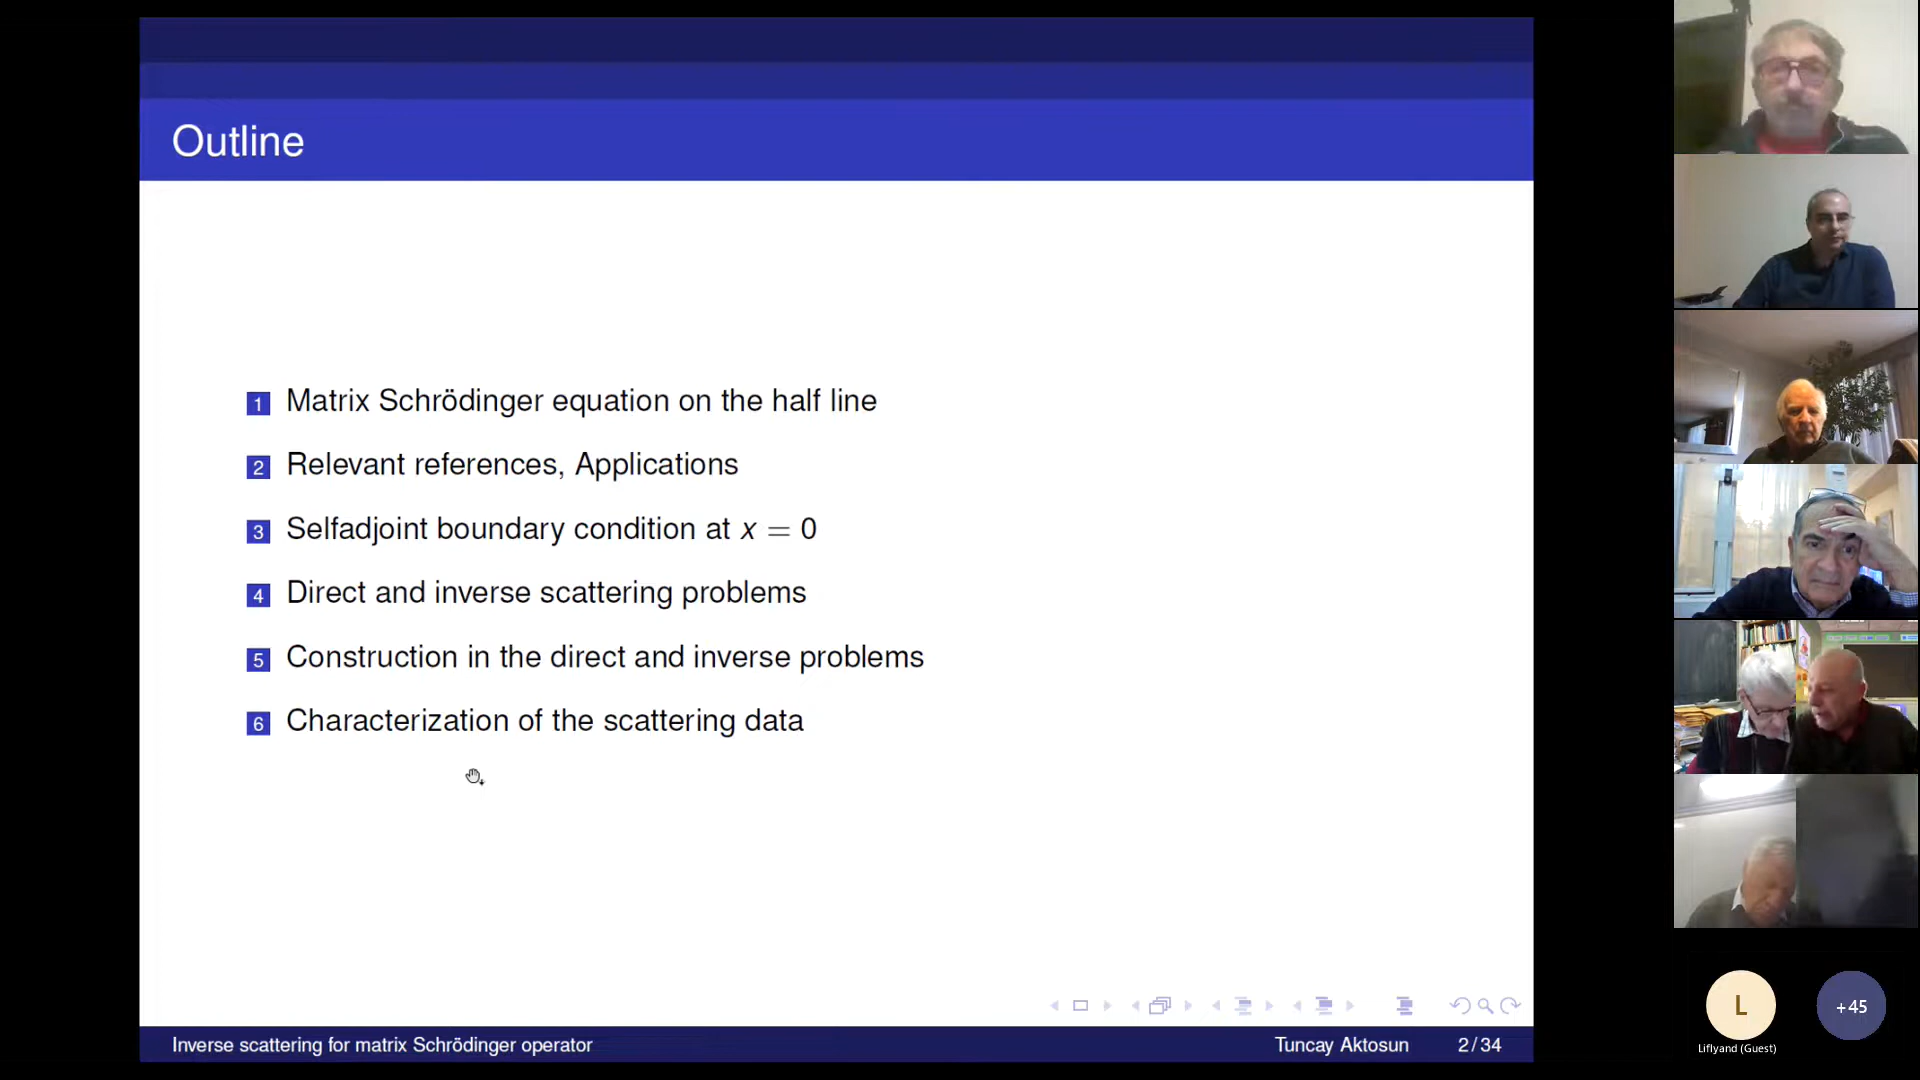 Outline
1 Matrix Schrödinger equation on the half line
2 Relevant references, Applications
3 Selfadjoint boundary condition at x = 0
4 Direct and inverse scattering problems
5 Construction in the direct and inverse problems
6 Characterization of the scattering data
Inverse scattering for matrix Schrödinger operator
Tuncay Aktosun
2 / 34
L
+45
Liflyand (Guest)